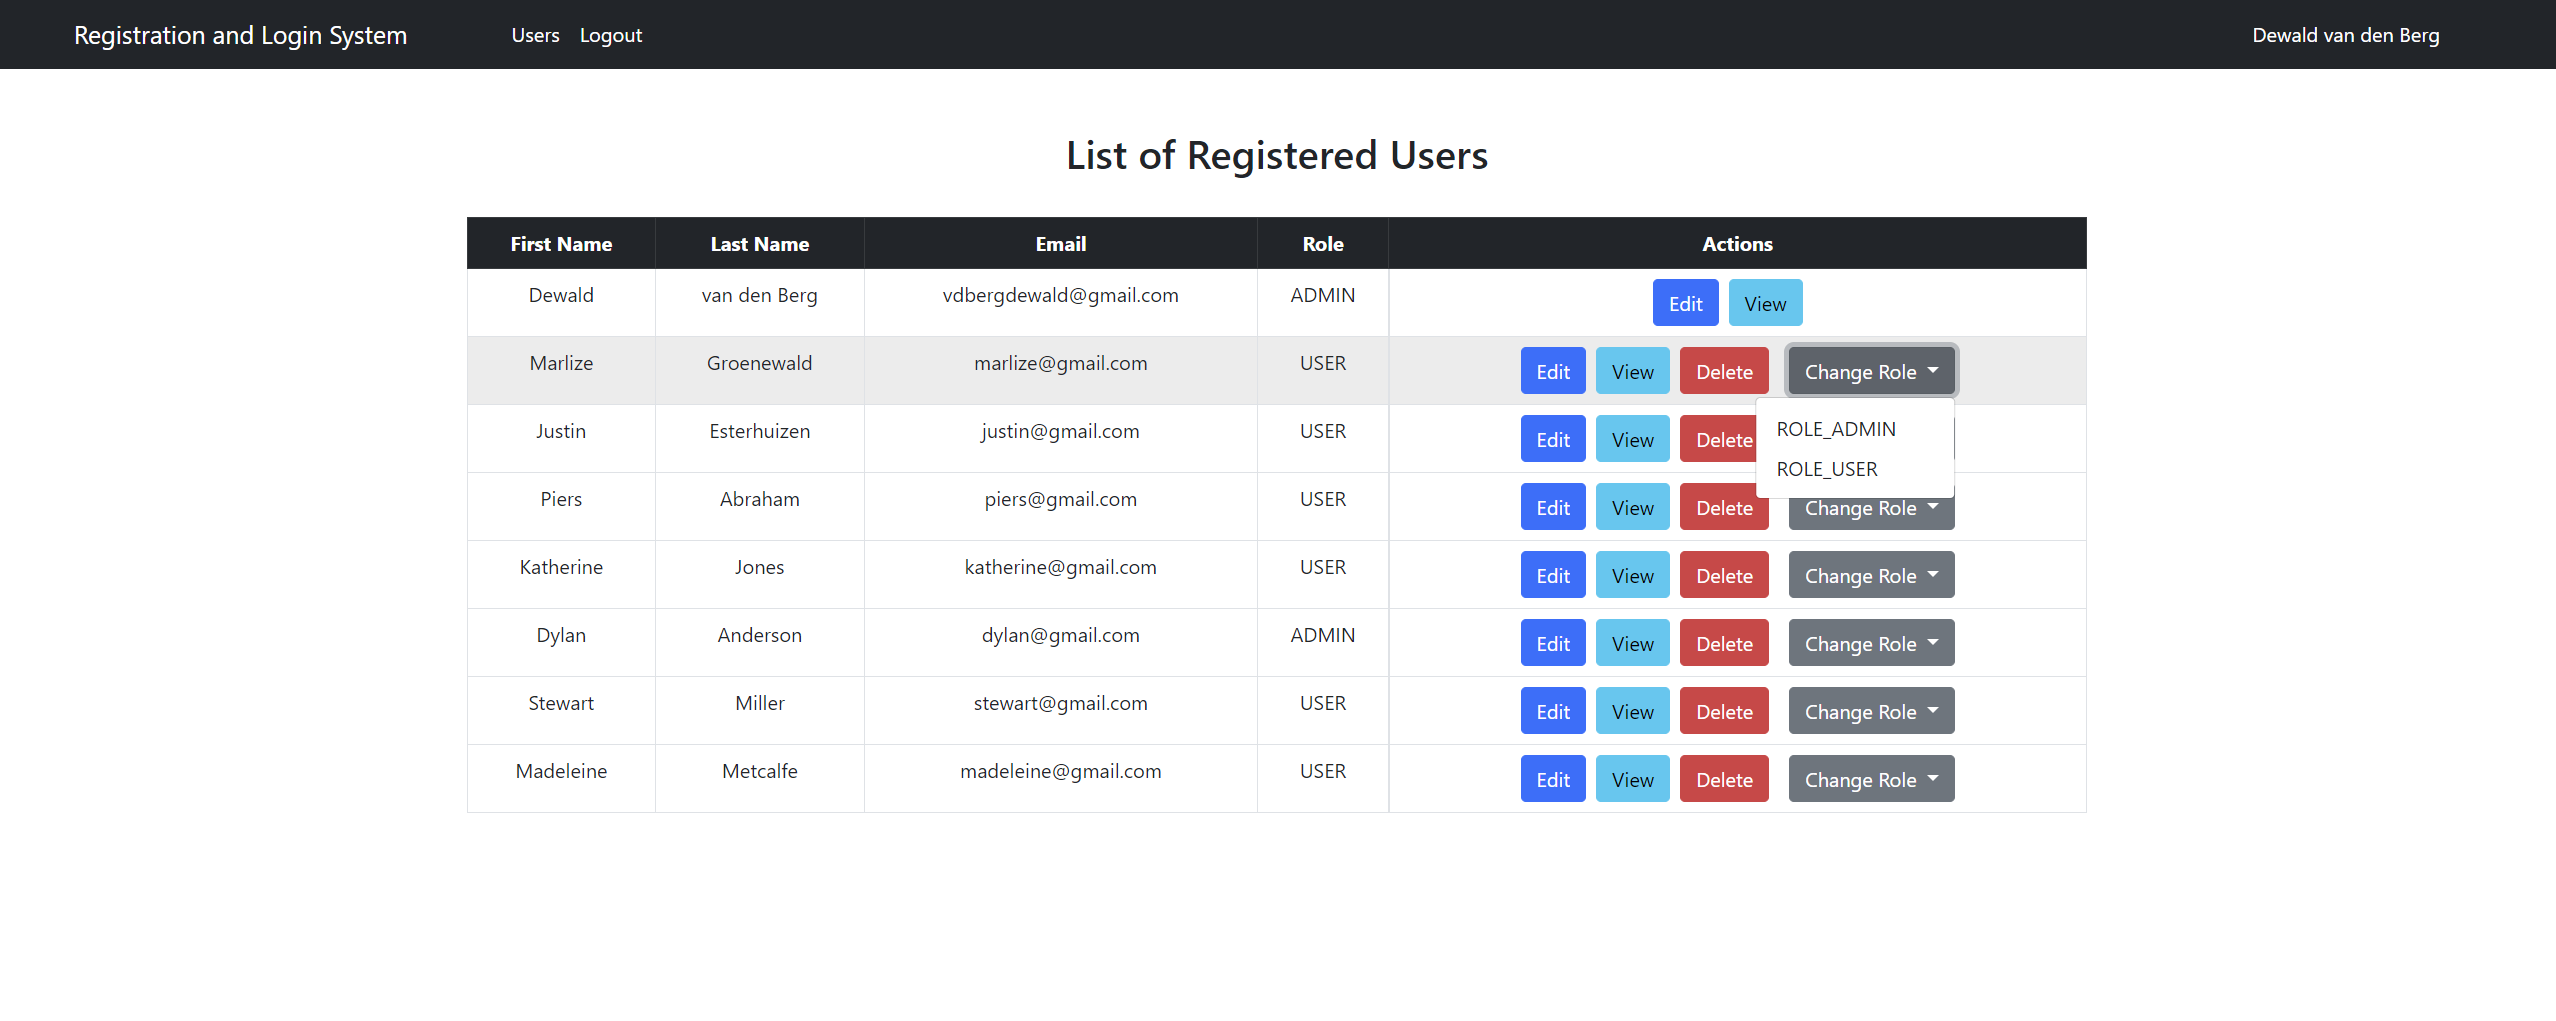 Registration and Login System Users Logout Dewald van den Berg
List of Registered Users
First Name Last Name Email Role Actions
Dewald van den Berg vdbergdewald@gmail.com ADMIN Edit View
Marlize Groenewald marlize@gmail.com USER Edit View Delete Change Role
ROLE_ADMIN
ROLE_USER
Justin Esterhuizen justin@gmail.com USER Edit View Delete
Piers Abraham piers@gmail.com USER Edit View Delete Change Role
Katherine Jones katherine@gmail.com USER Edit View Delete Change Role
Dylan Anderson dylan@gmail.com ADMIN Edit View Delete Change Role
Stewart Miller stewart@gmail.com USER Edit View Delete Change Role
Madeleine Metcalfe madeleine@gmail.com USER Edit View Delete Change Role